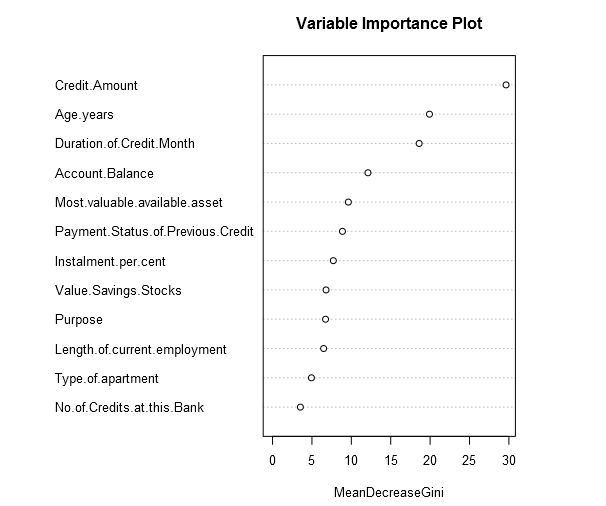 Variable Importance Plot
Credit.Amount
Age.years
Duration.of.Credit.Month
Account.Balance
Most.valuable.available.asset
Payment.Status.of.Previous.Credit
Instalment.per.cent
Value.Savings.Stocks
Purpose
Length.of.current.employment
Type.of.apartment
No.of.Credits.at.this.Bank
0 5 10 15 20 25 30
MeanDecreaseGini